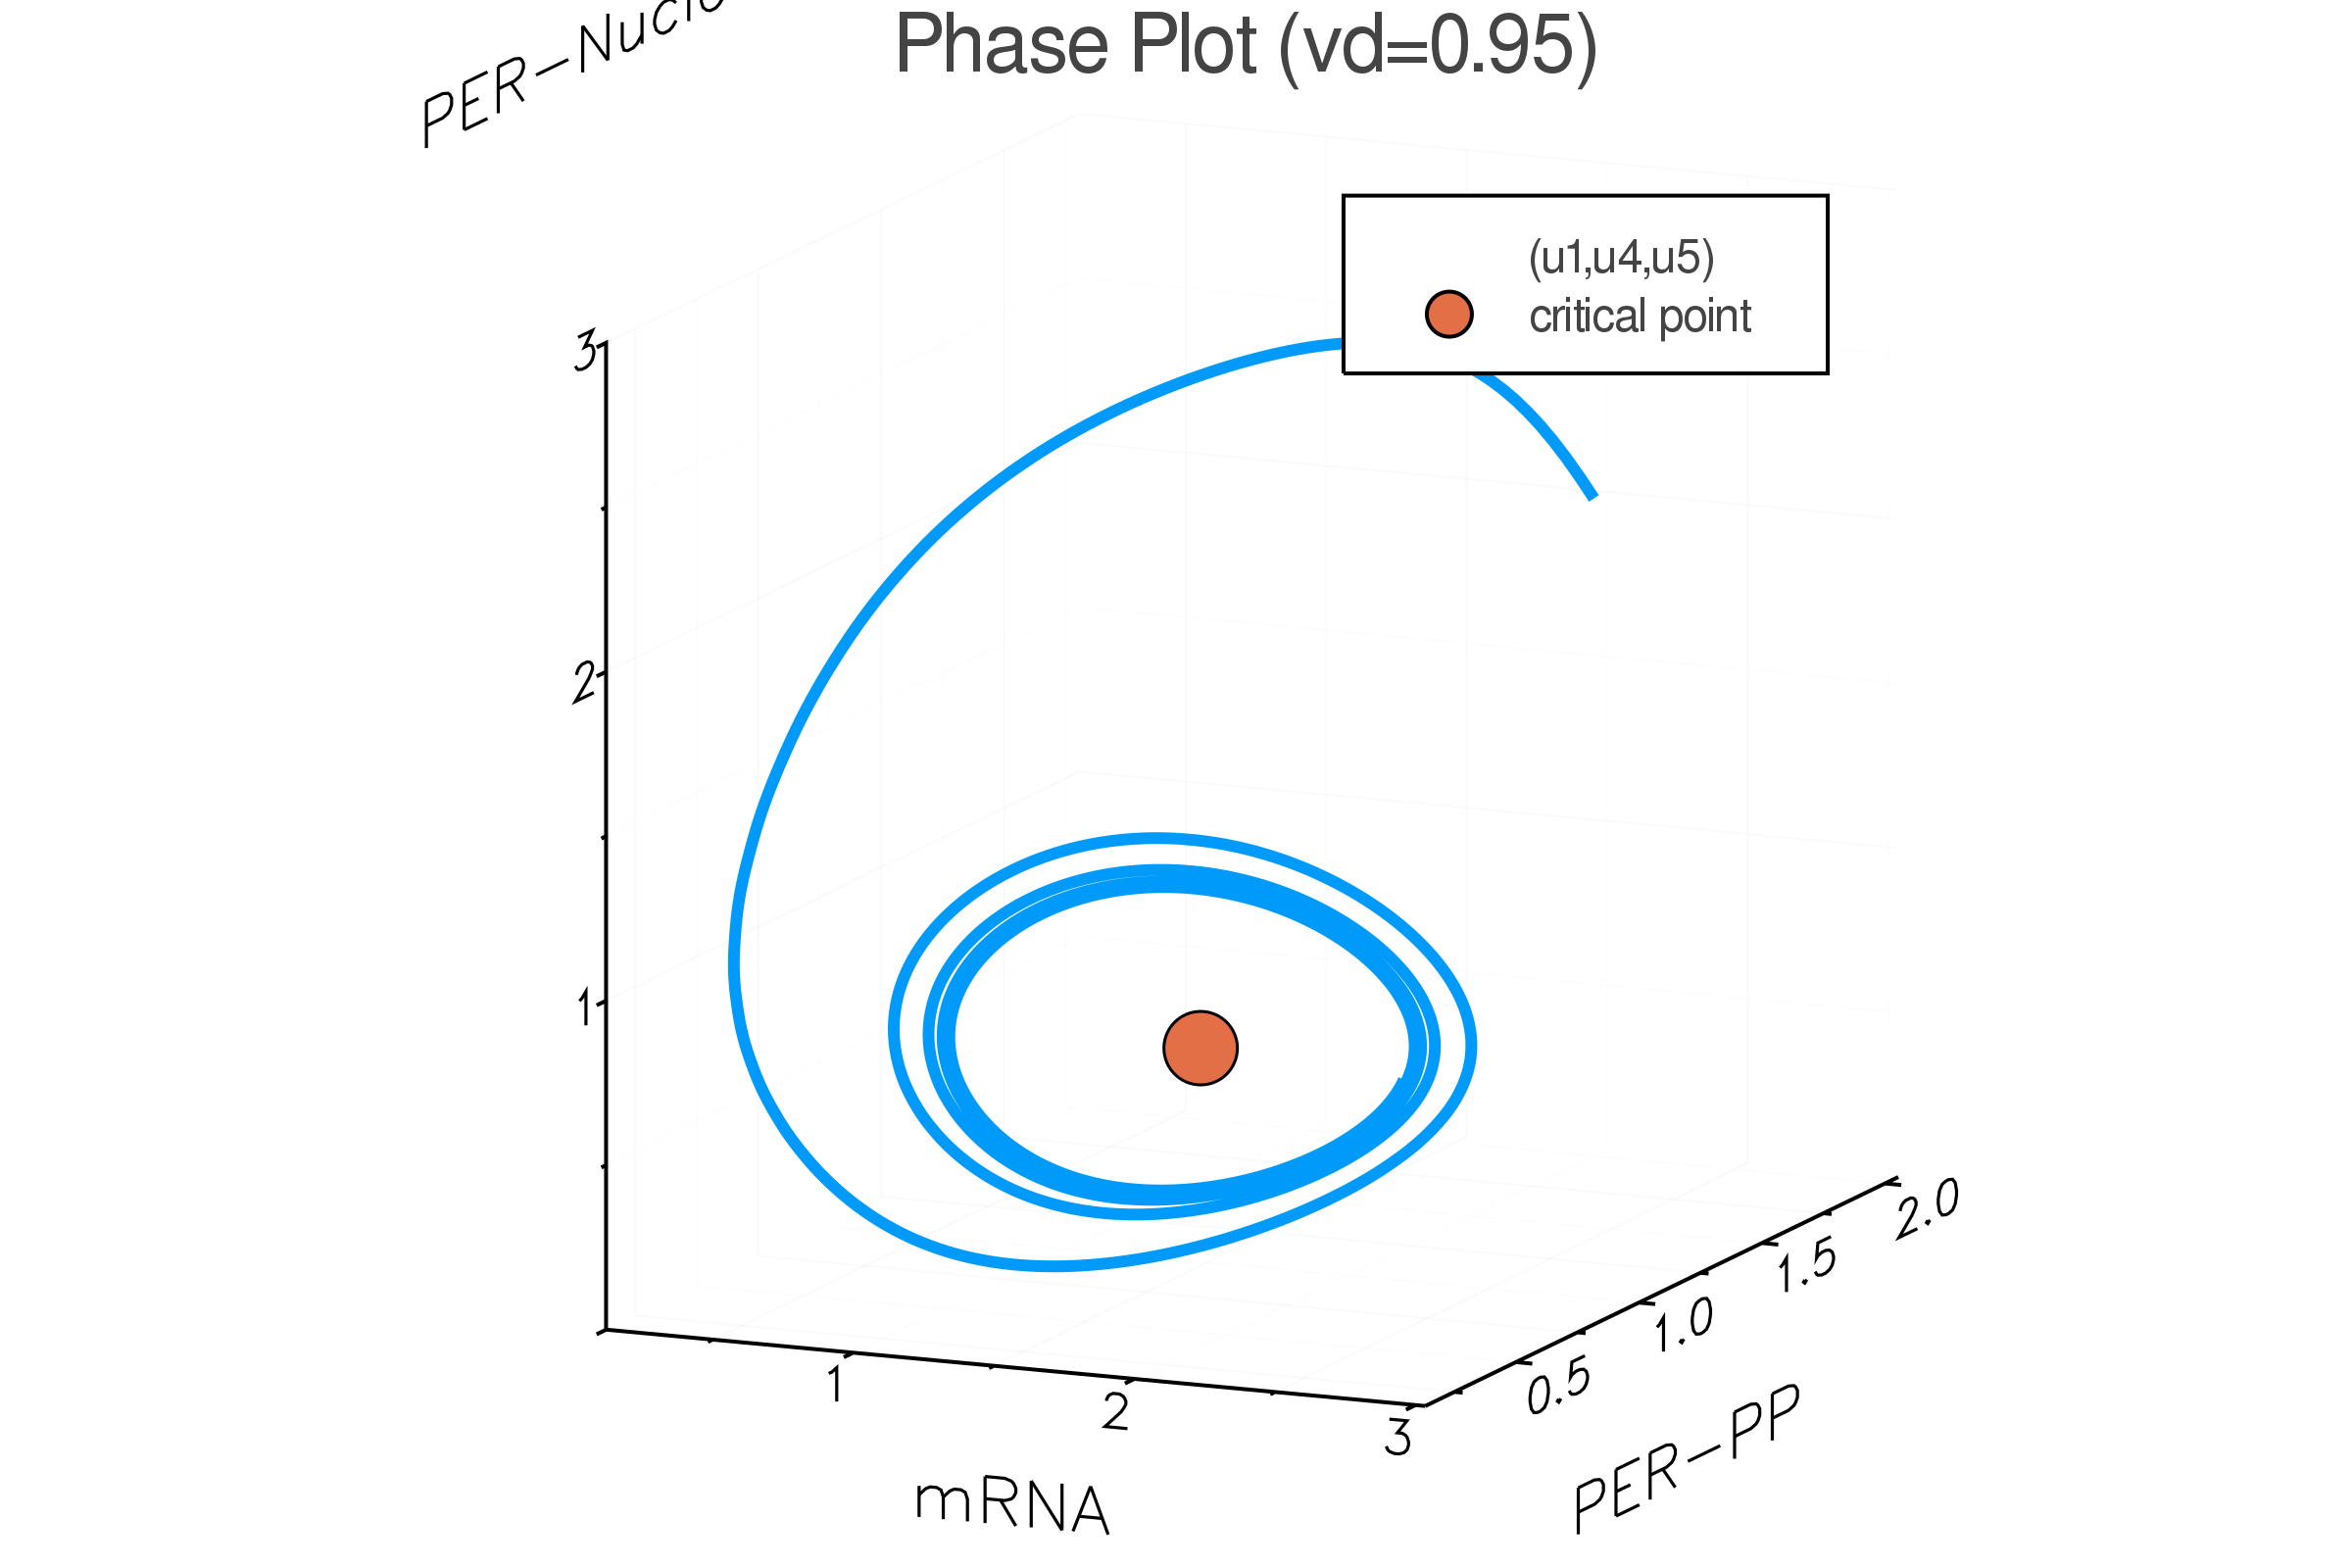 Phase Plot (vd=0.95)
(u1,u4,u5)
critical point
3
2
1
1
2
3
mRNA
0.5
1.0
1.5
2.0
PER-PP